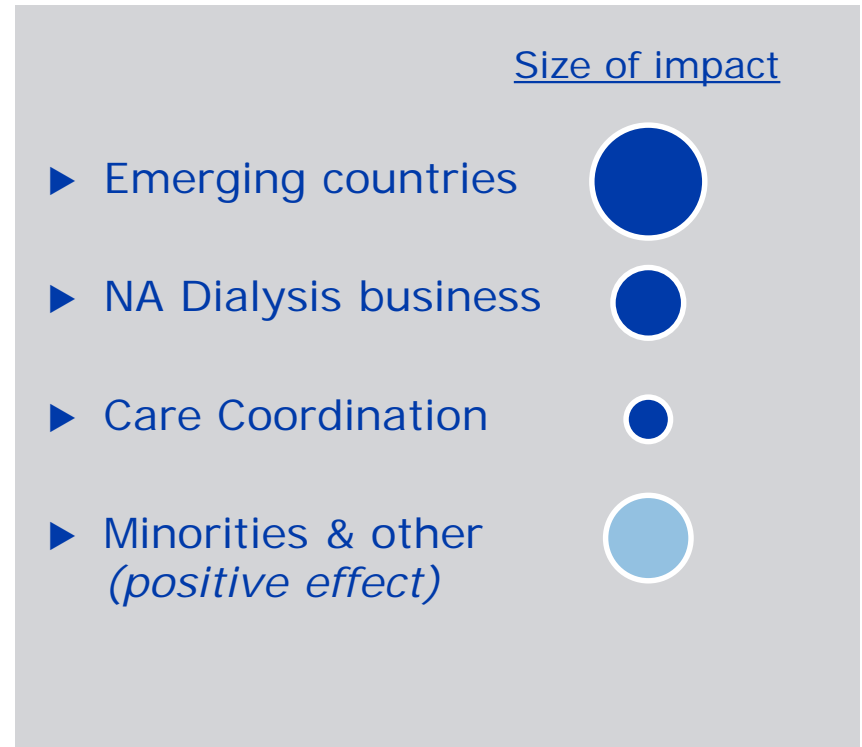 Size of impact
Emerging countries
NA Dialysis business
Care Coordination
Minorities & other
(positive effect)